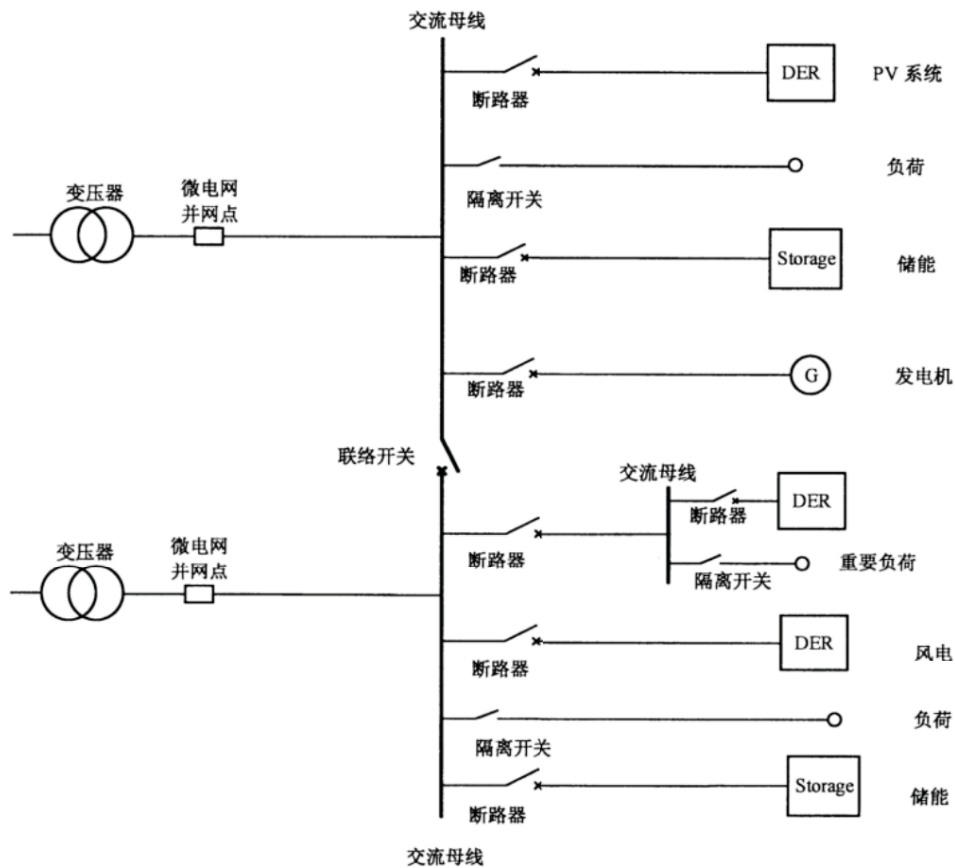 交流母线
DER
PV 系统
断路器
负荷
隔离开关
变压器
微电网
并网点
Storage
储能
断路器
G
发电机
断路器
联络开关
交流母线
DER
断路器
断路器
重要负荷
隔离开关
变压器
微电网
并网点
DER
风电
断路器
负荷
隔离开关
Storage
储能
断路器
交流母线